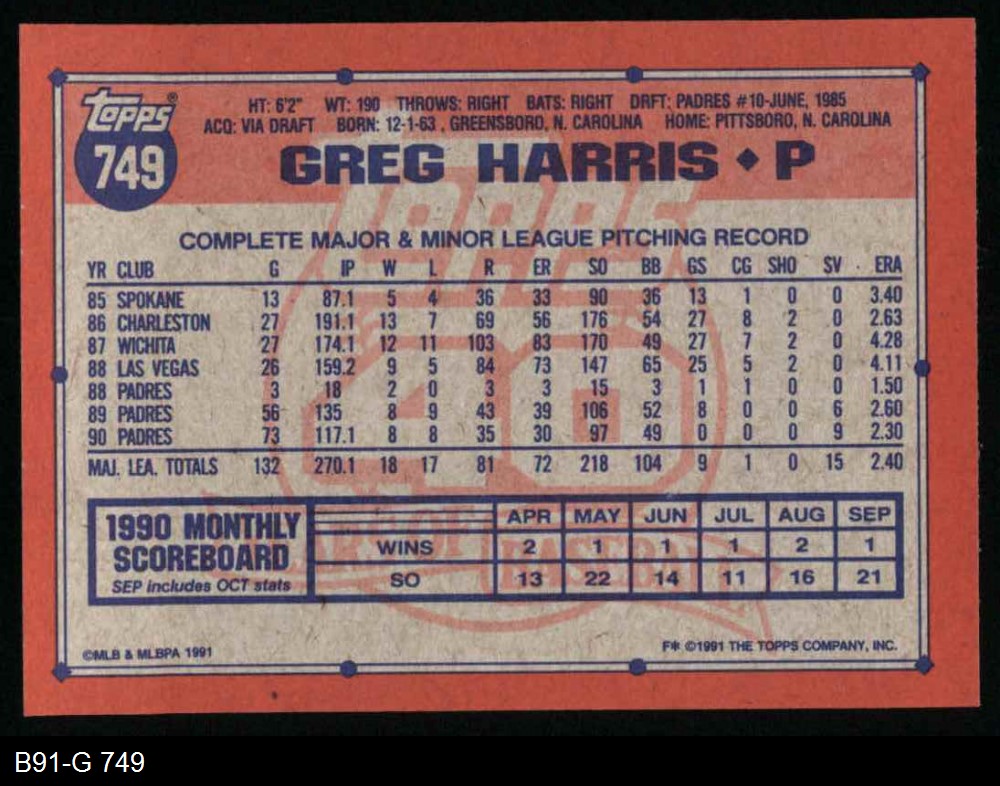 topps®
749
HT: 6'2" WT: 190 THROWS: RIGHT BATS: RIGHT DRFT: PADRES #10-JUNE, 1985
ACQ: VIA DRAFT BORN: 12-1-63 , GREENSBORO, N. CAROLINA HOME: PITTSBORO, N. CAROLINA
GREG HARRIS ◆ P
COMPLETE MAJOR & MINOR LEAGUE PITCHING RECORD
YR CLUB G IP W L R ER SO BB GS CG SHO SV ERA
85 SPOKANE 13 87.1 5 4 36 33 90 36 13 1 0 0 3.40
86 CHARLESTON 27 191.1 13 7 69 56 176 54 27 8 2 0 2.63
87 WICHITA 27 174.1 12 11 103 83 170 49 27 7 2 0 4.28
88 LAS VEGAS 26 159.2 9 5 84 73 147 65 25 5 2 0 4.11
88 PADRES 3 18 2 0 3 3 15 3 1 1 0 0 1.50
89 PADRES 56 135 8 9 43 39 106 52 8 0 0 6 2.60
90 PADRES 73 117.1 8 8 35 30 97 49 0 0 0 9 2.30
MAJ. LEA. TOTALS 132 270.1 18 17 81 72 218 104 9 1 0 15 2.40
1990 MONTHLY
SCOREBOARD
SEP includes OCT stats
APR MAY JUN JUL AUG SEP
WINS 2 1 1 1 2 1
SO 13 22 14 11 16 21
topps
40
YEARS OF
BASEBALL
©MLB & MLBPA 1991
F* ©1991 THE TOPPS COMPANY, INC.
B91-G 749